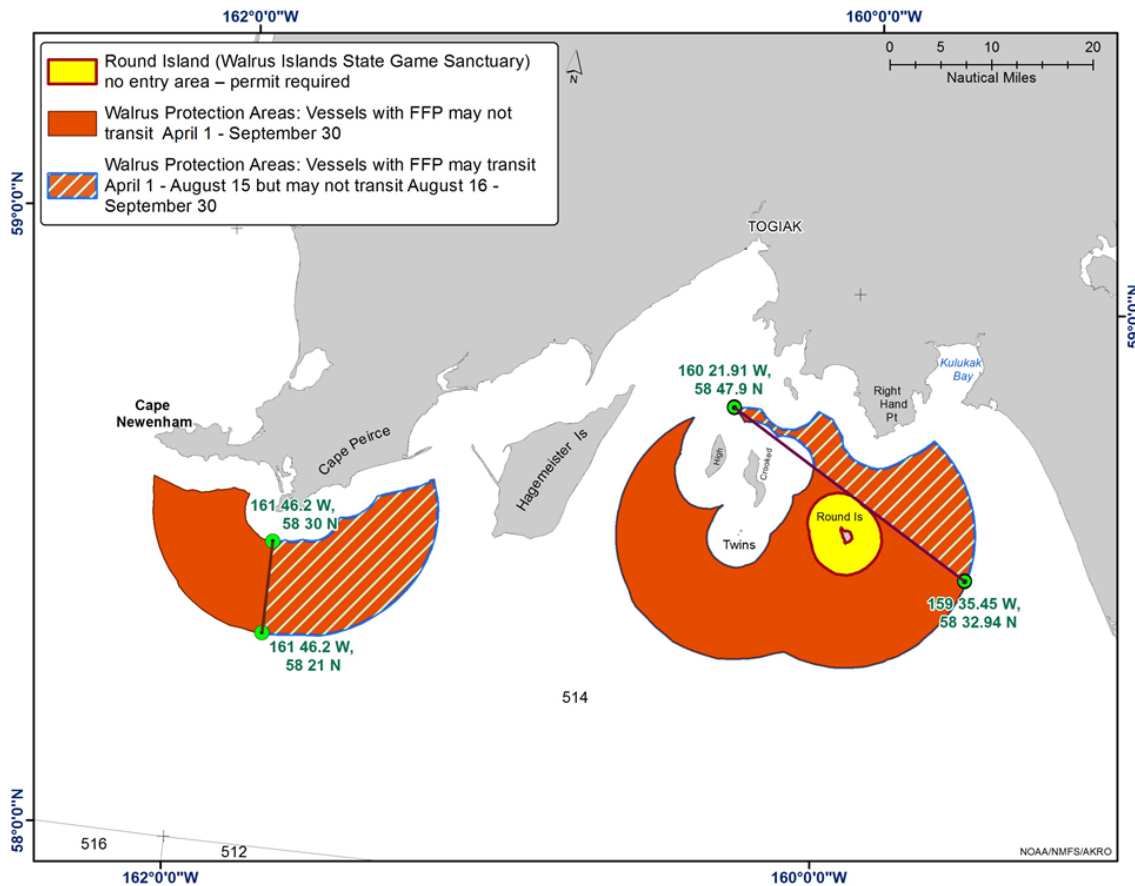 162°0'0"W
160°0'0"W
Round Island (Walrus Islands State Game Sanctuary)
no entry area – permit required
Walrus Protection Areas: Vessels with FFP may not
transit April 1 - September 30
Walrus Protection Areas: Vessels with FFP may transit
April 1 - August 15 but may not transit August 16 -
September 30
N
0 5 10 20
Nautical Miles
59°0'0"N
59°0'0"N
TOGIAK
Kulukak
Bay
160 21.91 W,
58 47.9 N
Right
Hand
Pt
Cape
Newenham
Cape Peirce
Hagemeister Is
High
Crooked
161 46.2 W,
58 30 N
Round Is
Twins
159 35.45 W,
58 32.94 N
161 46.2 W,
58 21 N
514
58°0'0"N
58°0'0"N
516
512
NOAA/NMFS/AKRO
162°0'0"W
160°0'0"W